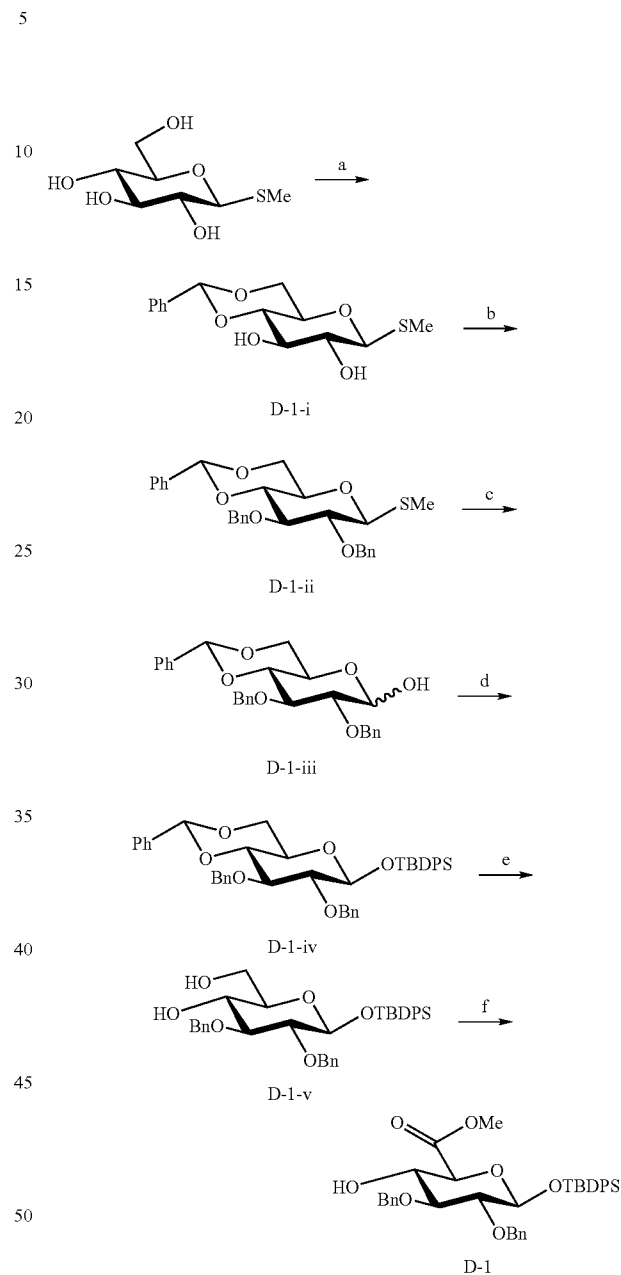 5
10
OH
O
HO
HO
SMe
OH
a
15
Ph
O
O
O
HO
SMe
OH
b
D-1-i
20
Ph
O
O
O
BnO
SMe
OBn
c
25
D-1-ii
Ph
O
O
O
30
BnO
OH
OBn
d
D-1-iii
35
Ph
O
O
O
BnO
OTBDPS
OBn
e
D-1-iv
40
HO
O
HO
BnO
OTBDPS
OBn
f
D-1-v
45
O
OMe
O
HO
BnO
OTBDPS
OBn
50
D-1